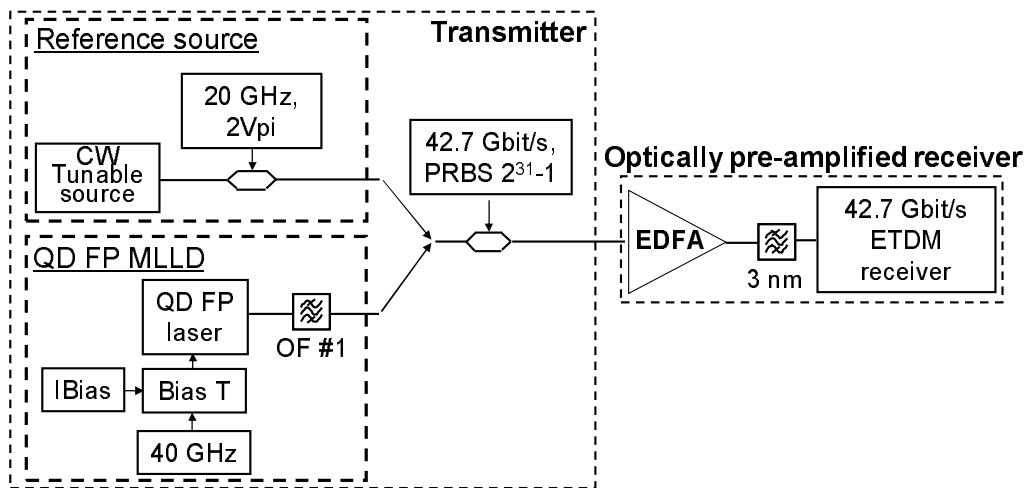 Reference source
Transmitter
20 GHz,
2Vpi
CW
Tunable
source
42.7 Gbit/s,
PRBS 2³¹-1
Optically pre-amplified receiver
EDFA
3 nm
42.7 Gbit/s
ETDM
receiver
QD FP MLLD
QD FP
laser
OF #1
IBias
Bias T
40 GHz